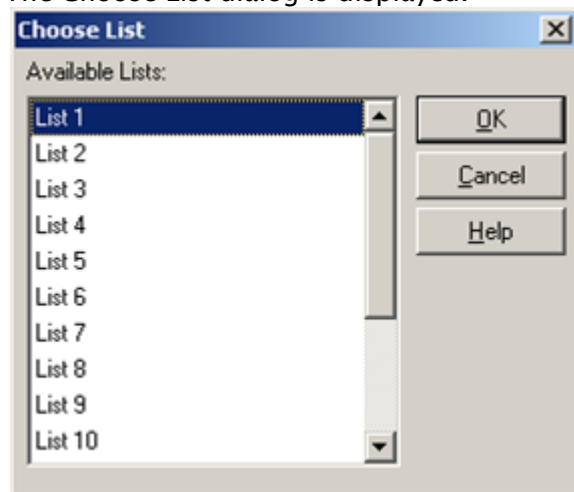 The Choose List dialog is displayed.
Choose List
Available Lists:
List 1
List 2
List 3
List 4
List 5
List 6
List 7
List 8
List 9
List 10
OK
Cancel
Help